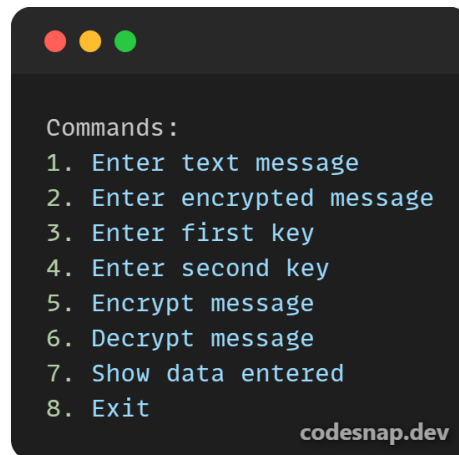 Commands:
1. Enter text message
2. Enter encrypted message
3. Enter first key
4. Enter second key
5. Encrypt message
6. Decrypt message
7. Show data entered
8. Exit
codesnap.dev